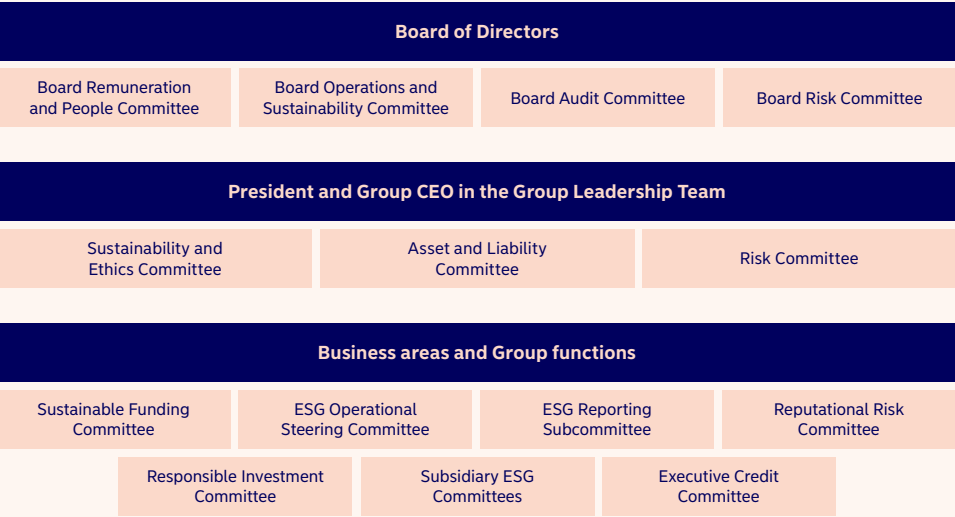 Board of Directors
Board Remuneration
and People Committee
Board Operations and
Sustainability Committee
Board Audit Committee
Board Risk Committee
President and Group CEO in the Group Leadership Team
Sustainability and
Ethics Committee
Asset and Liability
Committee
Risk Committee
Business areas and Group functions
Sustainable Funding
Committee
ESG Operational
Steering Committee
ESG Reporting
Subcommittee
Reputational Risk
Committee
Responsible Investment
Committee
Subsidiary ESG
Committees
Executive Credit
Committee